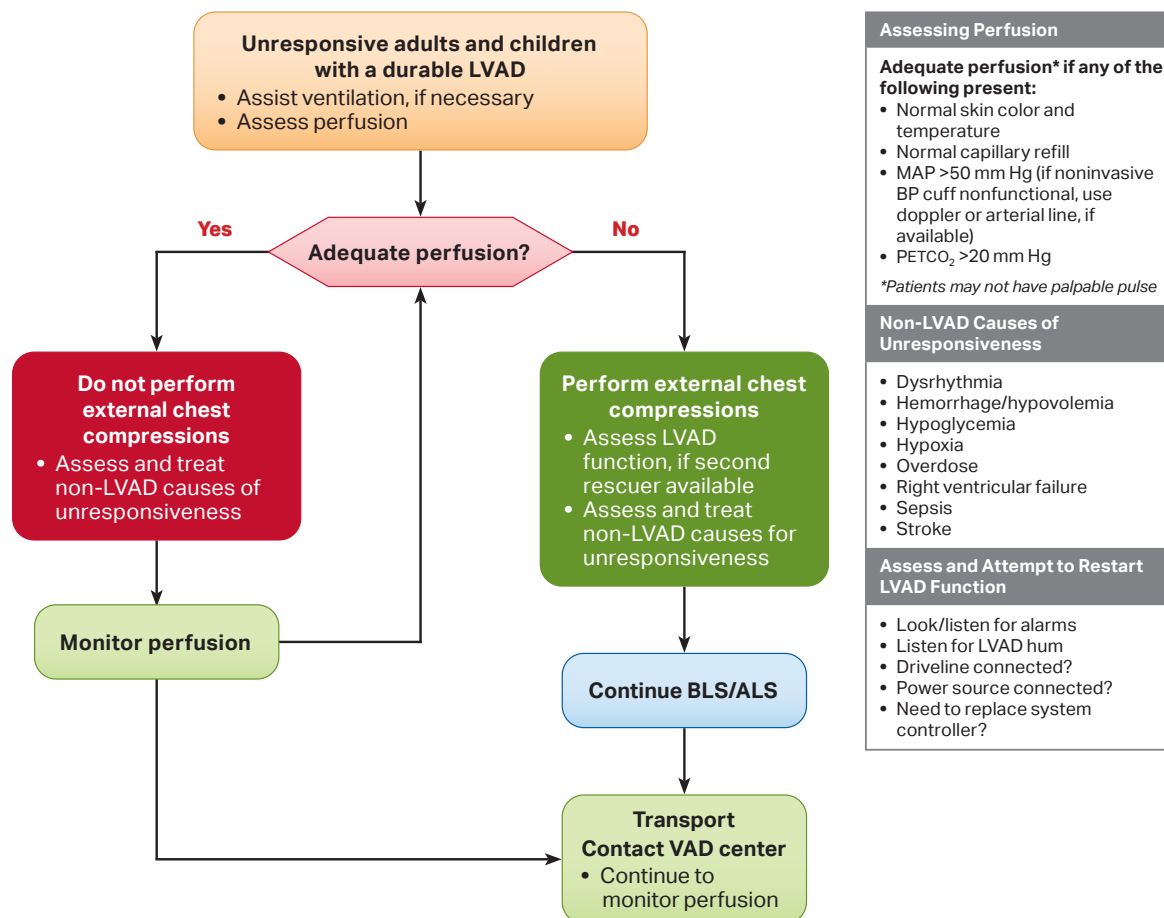 Unresponsive adults and children
with a durable LVAD
• Assist ventilation, if necessary
• Assess perfusion
Yes
Adequate perfusion?
No
Do not perform
external chest
compressions
• Assess and treat
non-LVAD causes of
unresponsiveness
Perform external chest
compressions
• Assess LVAD
function, if second
rescuer available
• Assess and treat
non-LVAD causes for
unresponsiveness
Monitor perfusion
Continue BLS/ALS
Transport
Contact VAD center
• Continue to
monitor perfusion
Assessing Perfusion
Adequate perfusion* if any of the
following present:
• Normal skin color and
temperature
• Normal capillary refill
• MAP >50 mm Hg (if noninvasive
BP cuff nonfunctional, use
doppler or arterial line, if
available)
• PETCO₂ >20 mm Hg
*Patients may not have palpable pulse
Non-LVAD Causes of
Unresponsiveness
• Dysrhythmia
• Hemorrhage/hypovolemia
• Hypoglycemia
• Hypoxia
• Overdose
• Right ventricular failure
• Sepsis
• Stroke
Assess and Attempt to Restart
LVAD Function
• Look/listen for alarms
• Listen for LVAD hum
• Driveline connected?
• Power source connected?
• Need to replace system
controller?